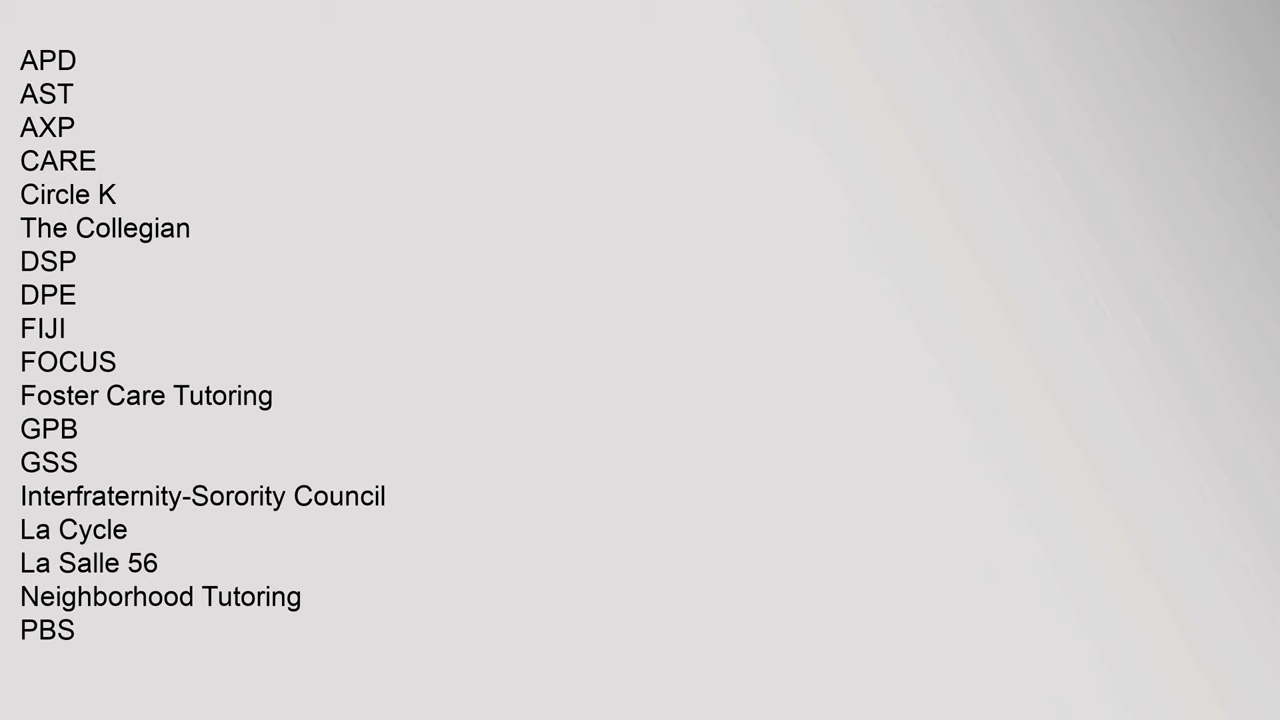 APD
AST
AXP
CARE
Circle K
The Collegian
DSP
DPE
FIJI
FOCUS
Foster Care Tutoring
GPB
GSS
Interfraternity-Sorority Council
La Cycle
La Salle 56
Neighborhood Tutoring
PBS